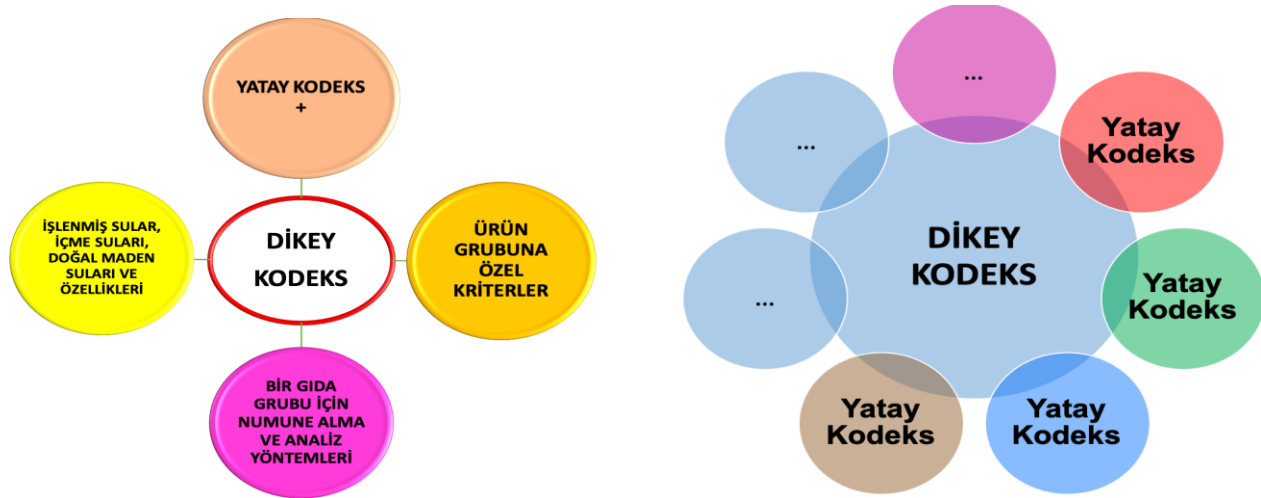 YATAY KODEKS
+
İŞLENMİŞ SULAR,
İÇME SULARI,
DOĞAL MADEN
SULARI VE
ÖZELLİKLERİ
DİKEY
KODEKS
ÜRÜN
GRUBUNA
ÖZEL
KRİTERLER
BİR GIDA
GRUBU İÇİN
NUMUNE ALMA
VE ANALİZ
YÖNTEMLERİ
...
Yatay
Kodeks
...
DİKEY
KODEKS
Yatay
Kodeks
...
Yatay
Kodeks
Yatay
Kodeks